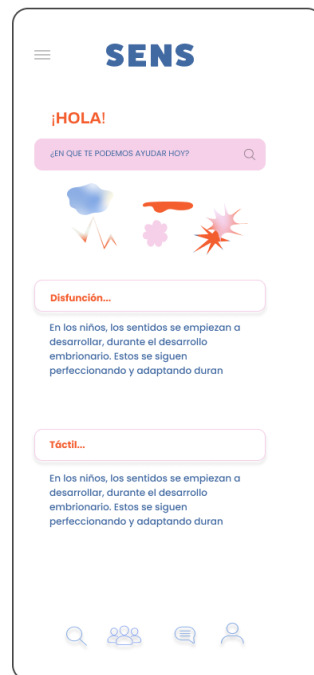 SENS
¡HOLA!
¿EN QUE TE PODEMOS AYUDAR HOY?
Disfunción...
En los niños, los sentidos se empiezan a
desarrollar, durante el desarrollo
embrionario. Estos se siguen
perfeccionando y adaptando duran
Táctil...
En los niños, los sentidos se empiezan a
desarrollar, durante el desarrollo
embrionario. Estos se siguen
perfeccionando y adaptando duran